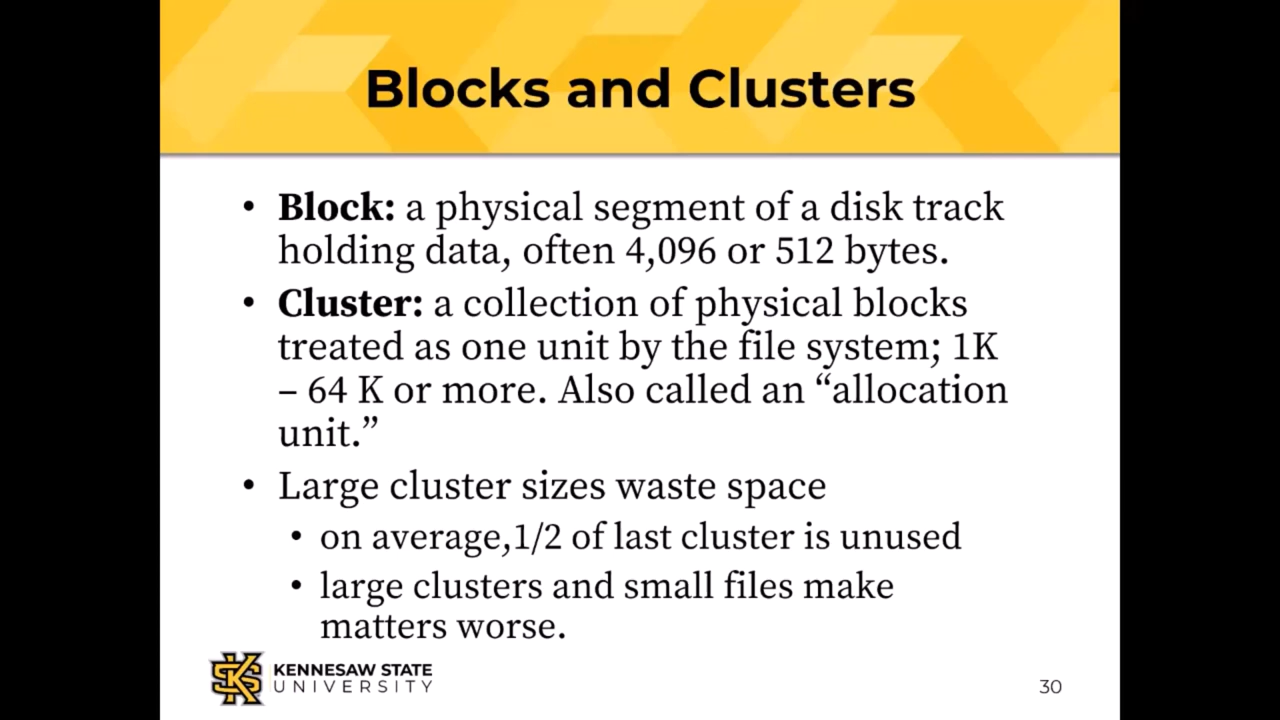 Blocks and Clusters
• Block: a physical segment of a disk track
holding data, often 4,096 or 512 bytes.
• Cluster: a collection of physical blocks
treated as one unit by the file system; 1K
– 64 K or more. Also called an “allocation
unit.”
• Large cluster sizes waste space
• on average,1/2 of last cluster is unused
• large clusters and small files make
matters worse.
KENNESAW STATE
UNIVERSITY
30